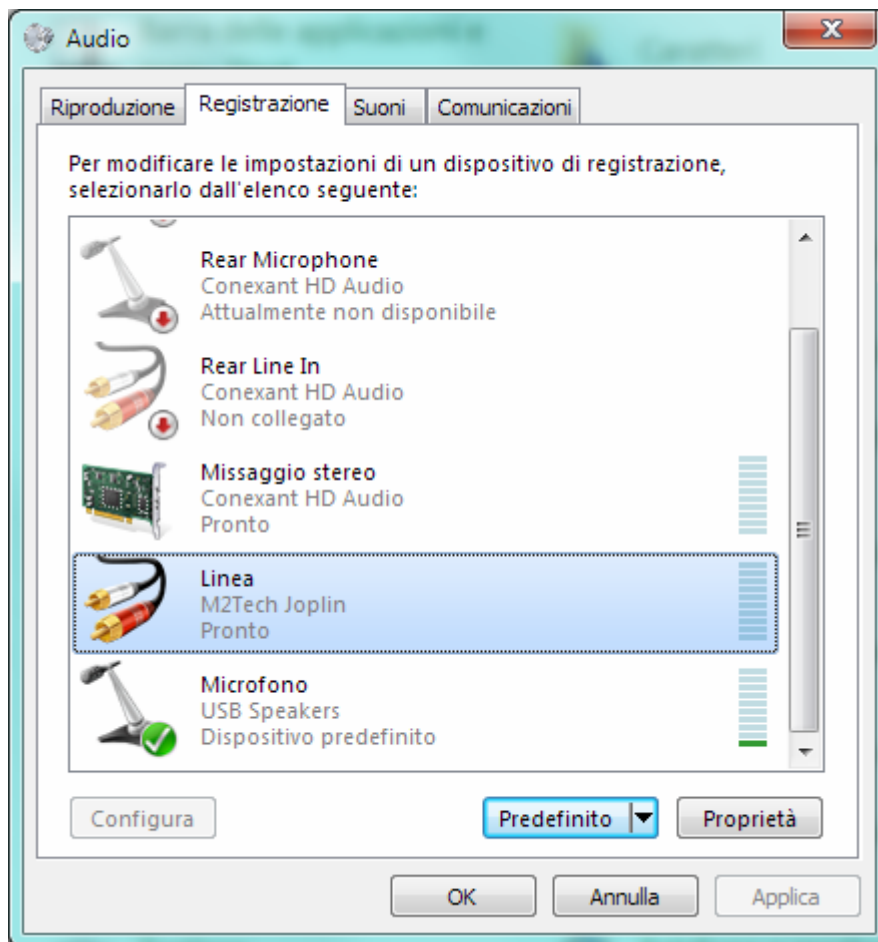 Audio
Riproduzione
Registrazione
Suoni
Comunicazioni
Per modificare le impostazioni di un dispositivo di registrazione,
selezionarlo dall'elenco seguente:
Rear Microphone
Conexant HD Audio
Attualmente non disponibile
Rear Line In
Conexant HD Audio
Non collegato
Missaggio stereo
Conexant HD Audio
Pronto
Linea
M2Tech Joplin
Pronto
Microfono
USB Speakers
Dispositivo predefinito
Configura
Predefinito
Proprietà
OK
Annulla
Applica